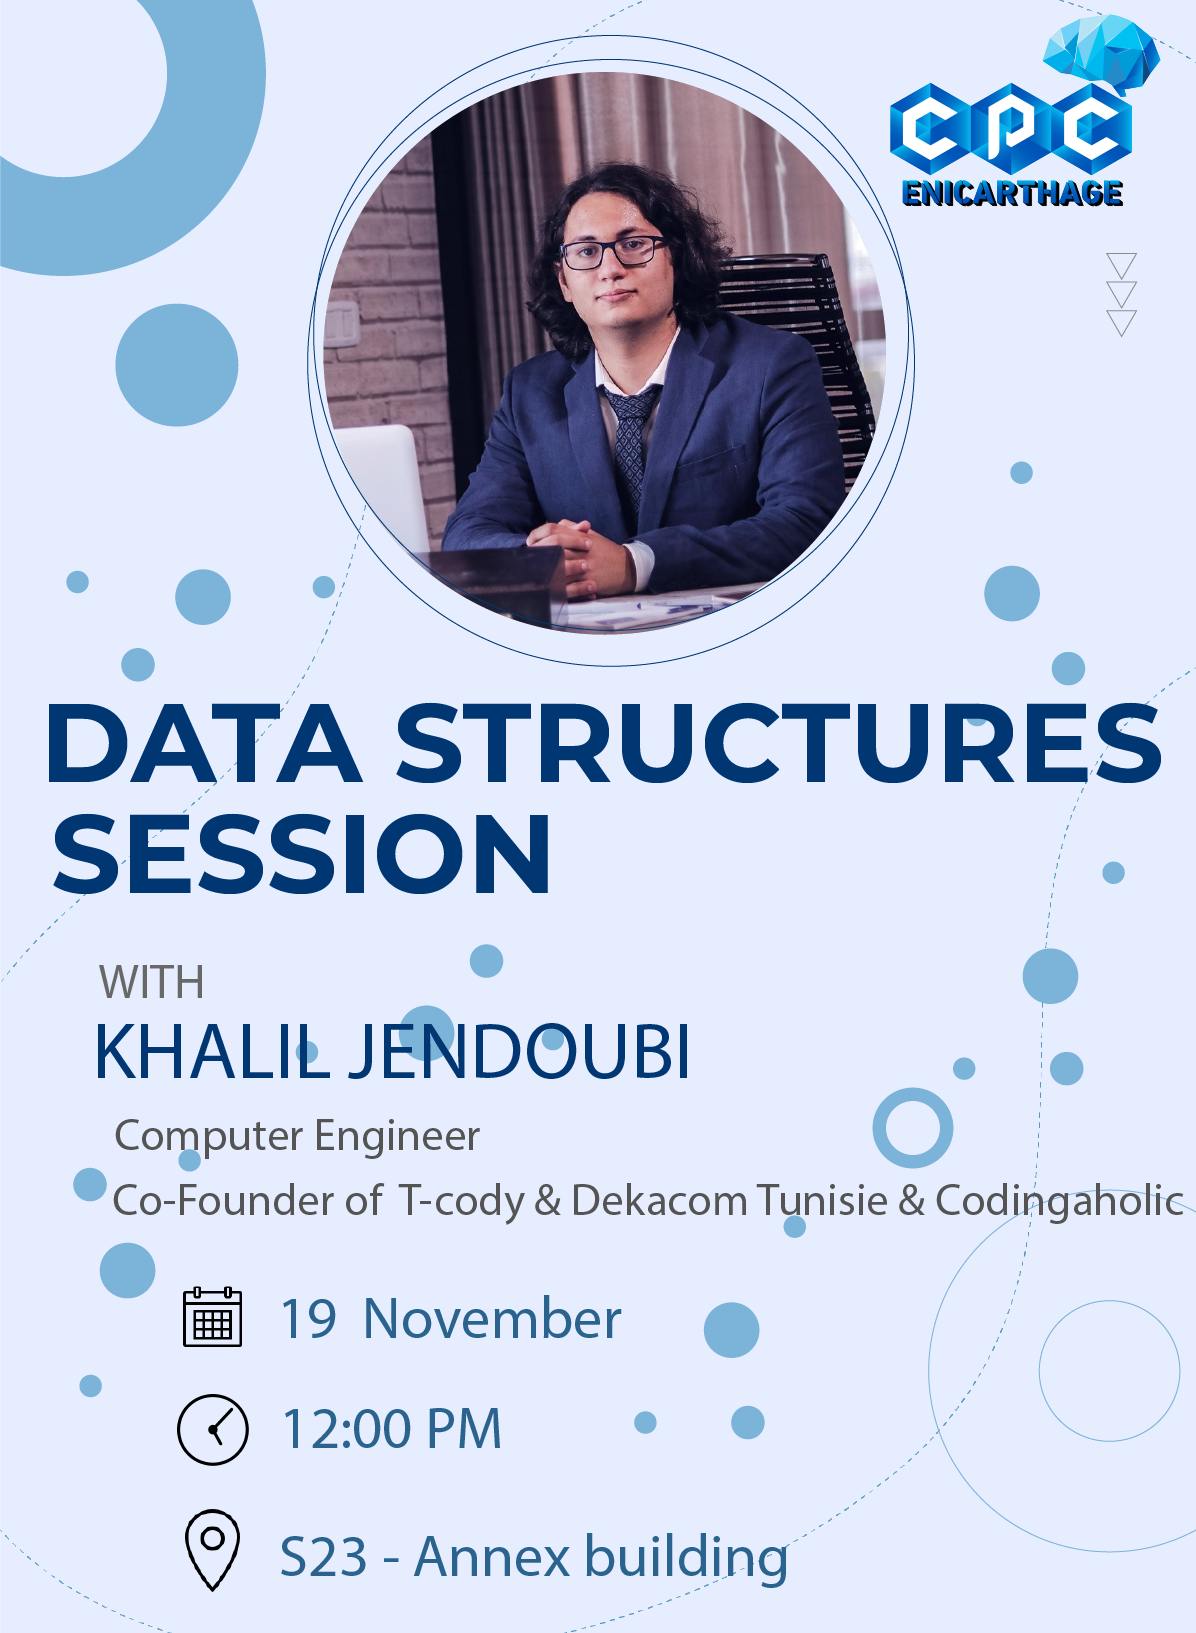 CPC
ENICARTHAGE
DATA STRUCTURES
SESSION
WITH
KHALIL JENDOUBI
Computer Engineer
Co-Founder of T-cody & Dekacom Tunisie & Codingaholic
19 November
12:00 PM
S23 - Annex building